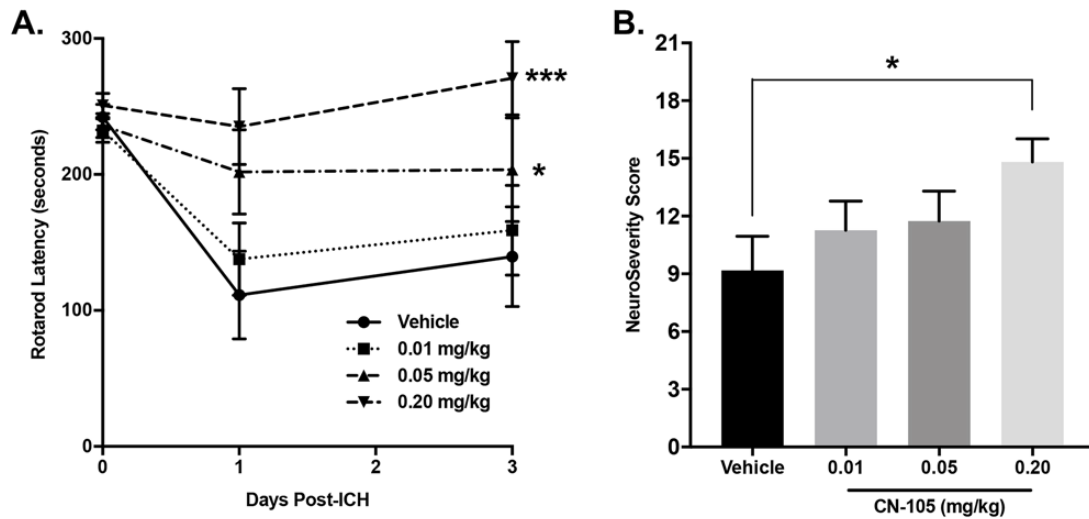 A.
300
200
100
0
Rotarod Latency (seconds)
***
*
Vehicle
0.01 mg/kg
0.05 mg/kg
0.20 mg/kg
0 1 2 3
Days Post-ICH
B.
21
18
15
12
9
6
3
0
NeuroSeverity Score
*
Vehicle 0.01 0.05 0.20
CN-105 (mg/kg)